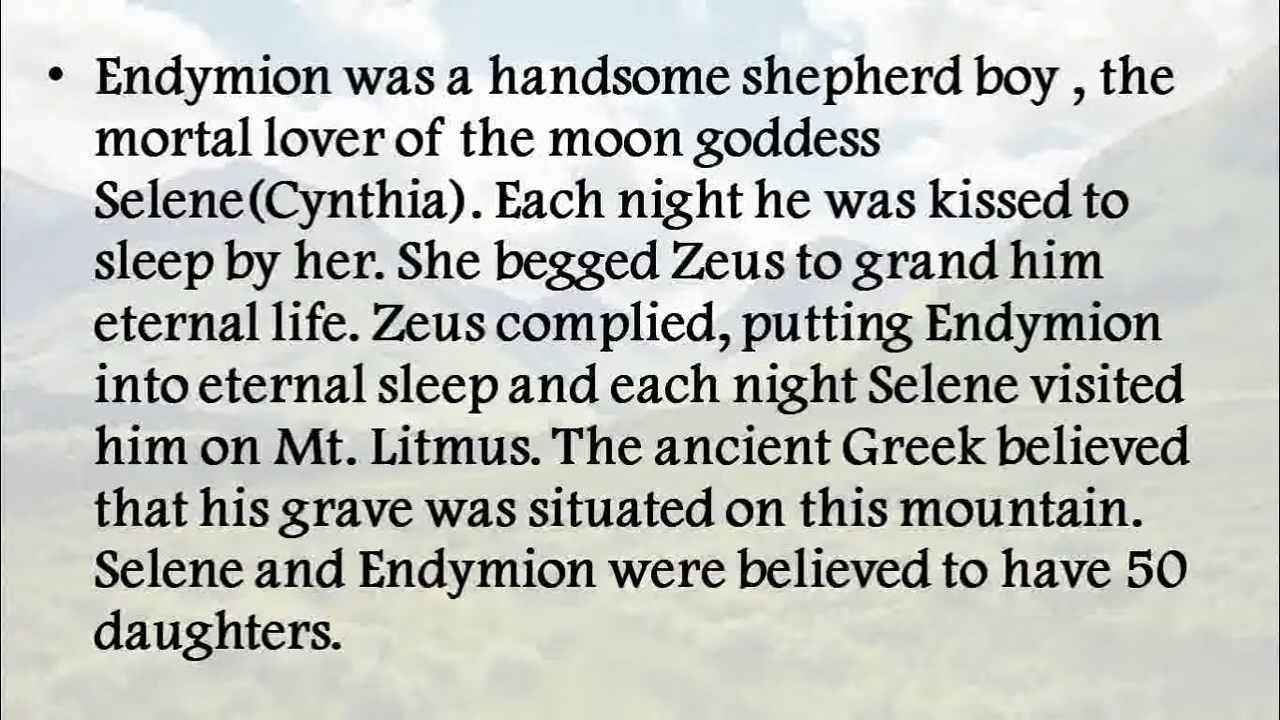 • Endymion was a handsome shepherd boy , the
mortal lover of the moon goddess
Selene(Cynthia). Each night he was kissed to
sleep by her. She begged Zeus to grand him
eternal life. Zeus complied, putting Endymion
into eternal sleep and each night Selene visited
him on Mt. Litmus. The ancient Greek believed
that his grave was situated on this mountain.
Selene and Endymion were believed to have 50
daughters.